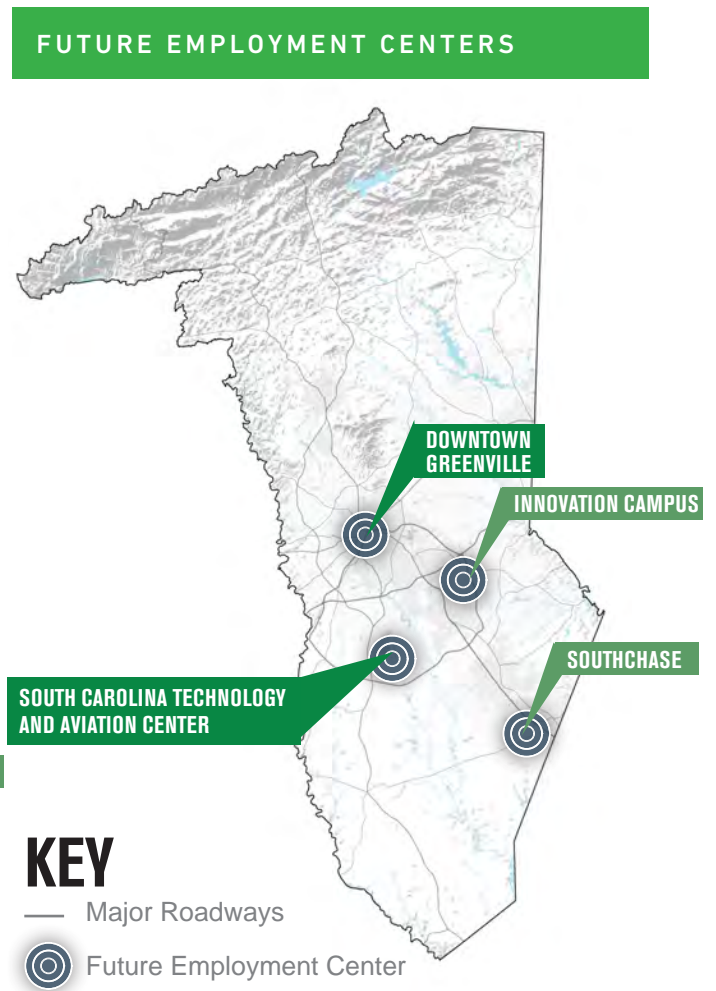 FUTURE EMPLOYMENT CENTERS
DOWNTOWN
GREENVILLE
INNOVATION CAMPUS
SOUTHCHASE
SOUTH CAROLINA TECHNOLOGY
AND AVIATION CENTER
KEY
Major Roadways
Future Employment Center